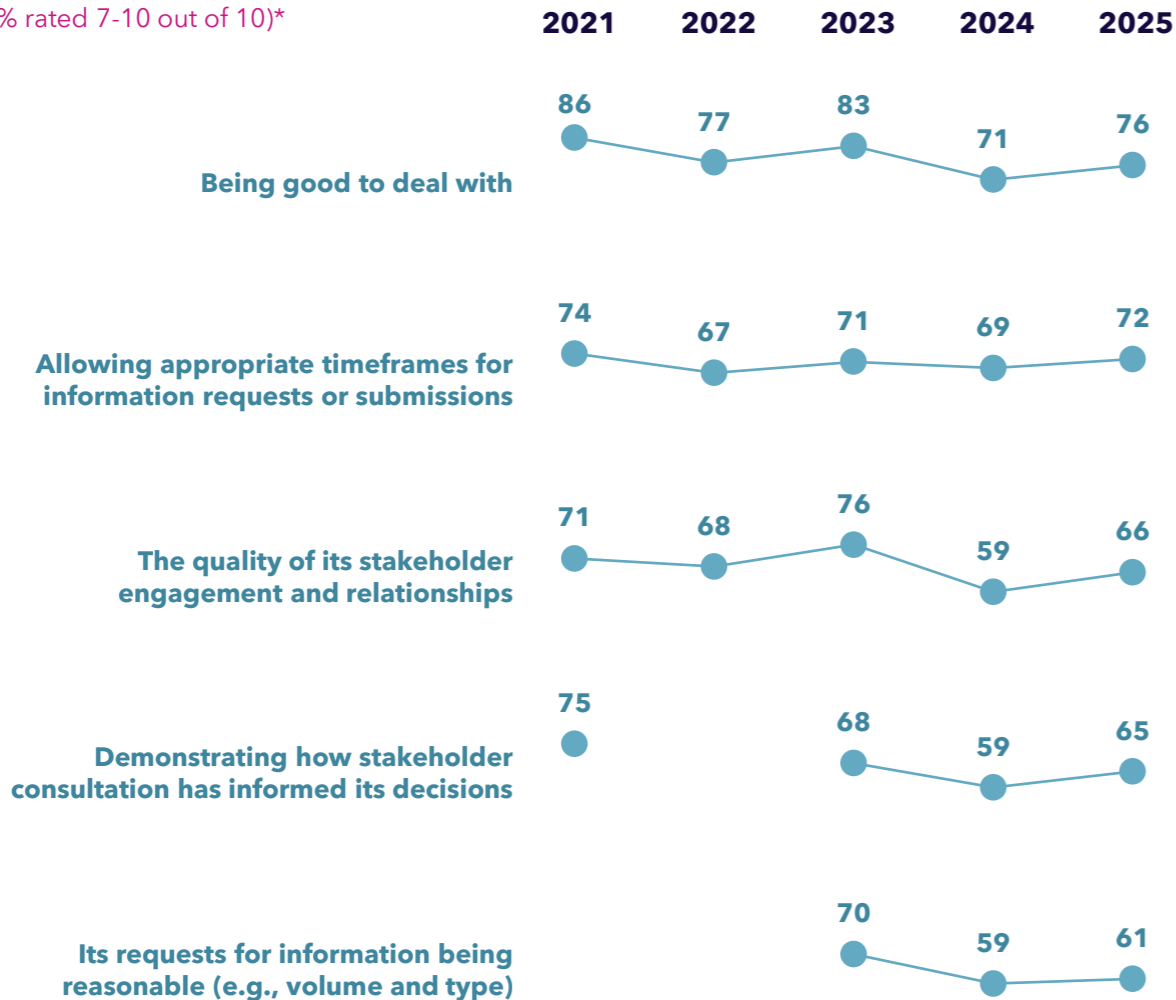 % rated 7-10 out of 10)*
2021 2022 2023 2024 2025
86 77 83 71 76
Being good to deal with
74 67 71 69 72
Allowing appropriate timeframes for
information requests or submissions
71 68 76 59 66
The quality of its stakeholder
engagement and relationships
75 68 59 65
Demonstrating how stakeholder
consultation has informed its decisions
70 59 61
Its requests for information being
reasonable (e.g., volume and type)